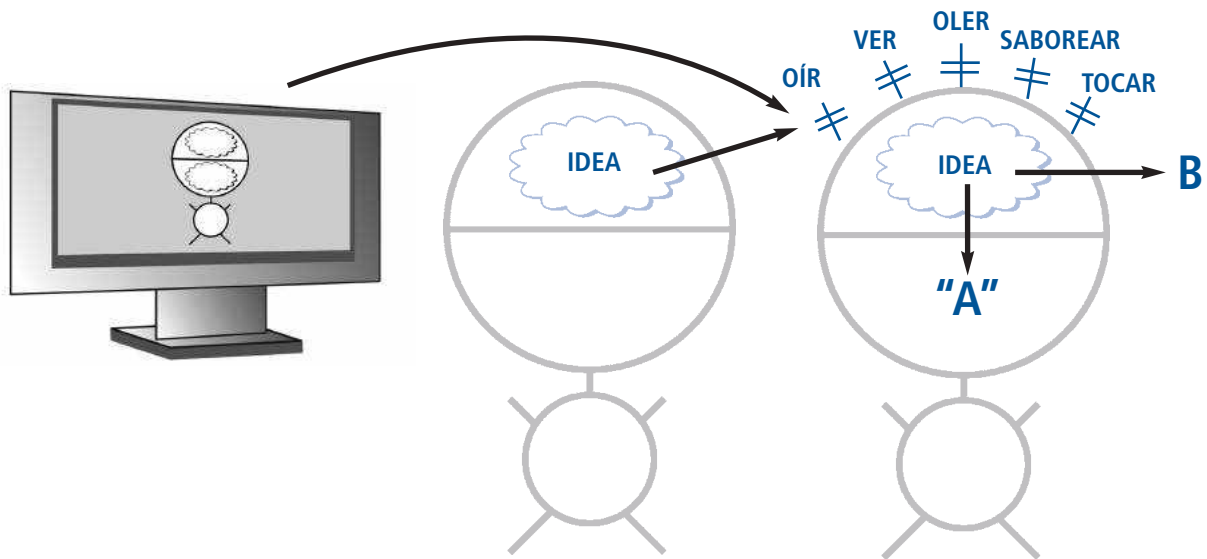 OÍR
VER
OLER
SABOREAR
TOCAR
IDEA
IDEA
B
"A"